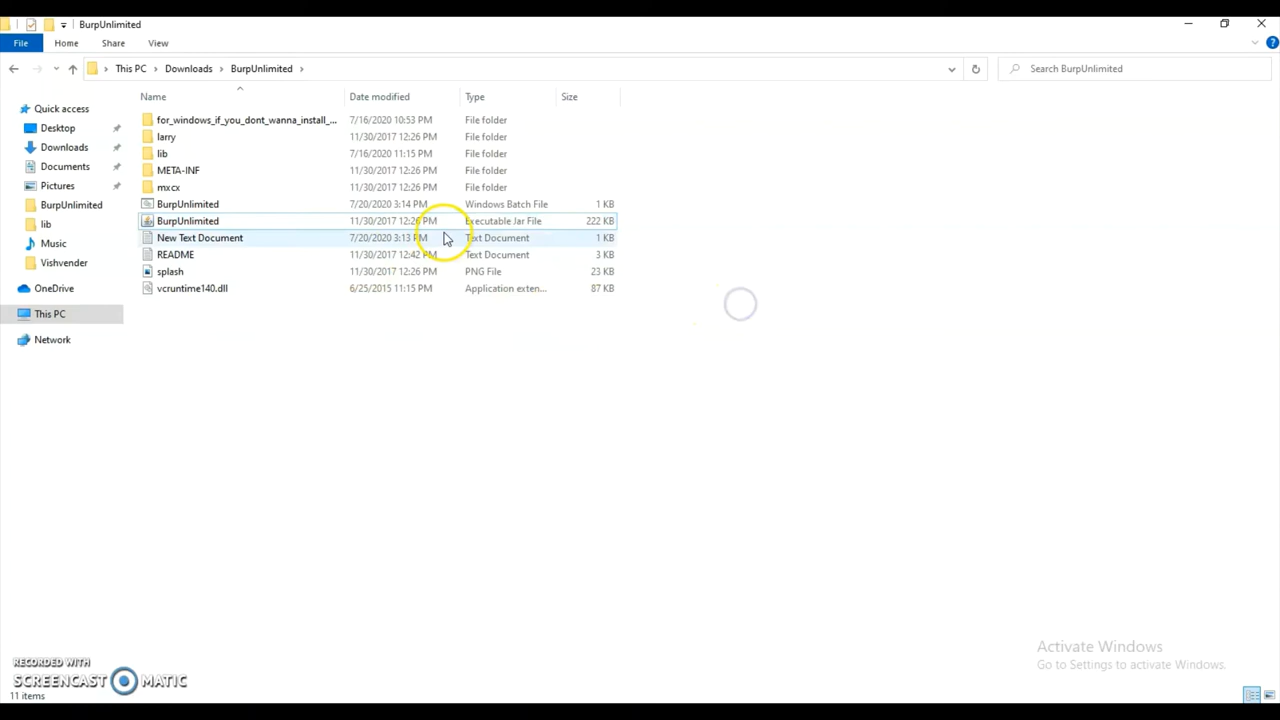 BurpUnlimited
File Home Share View
This PC Downloads BurpUnlimited Search BurpUnlimited
Name Date modified Type Size
Quick access
Desktop
Downloads
Documents
Pictures
BurpUnlimited
lib
Music
Vishvender
OneDrive
This PC
Network
for_windows_if_you_dont_wanna_install_... 7/16/2020 10:53 PM File folder
larry 11/30/2017 12:26 PM File folder
lib 7/16/2020 11:15 PM File folder
META-INF 11/30/2017 12:26 PM File folder
mxcx 11/30/2017 12:26 PM File folder
BurpUnlimited 7/20/2020 3:14 PM Windows Batch File 1 KB
BurpUnlimited 11/30/2017 12:26 PM Executable Jar File 222 KB
New Text Document 7/20/2020 3:13 PM Text Document 1 KB
README 11/30/2017 12:42 PM Text Document 3 KB
splash 11/30/2017 12:26 PM PNG File 23 KB
vcruntime140.dll 6/25/2015 11:15 PM Application exten... 87 KB
Activate Windows
Go to Settings to activate Windows.
RECORDED WITH
SCREENCAST MATIC
11 items